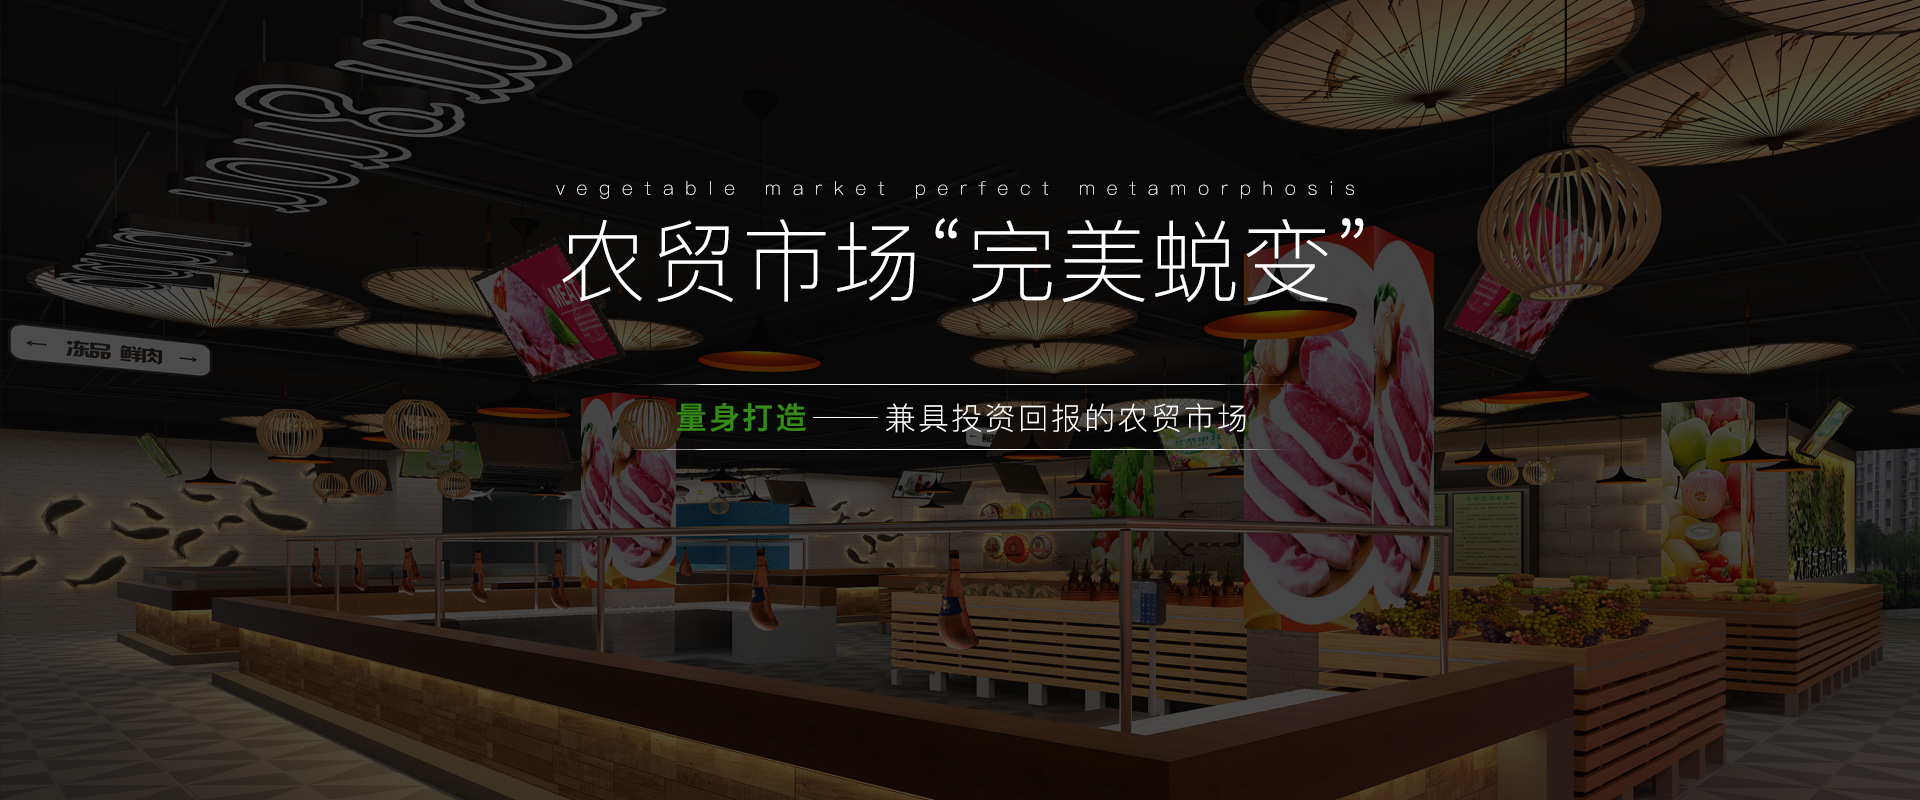 vegetable market perfect metamorphosis
农贸市场“完美蜕变”
MEAT
← 冻品 鲜肉 →
量身打造——兼具投资回报的农贸市场